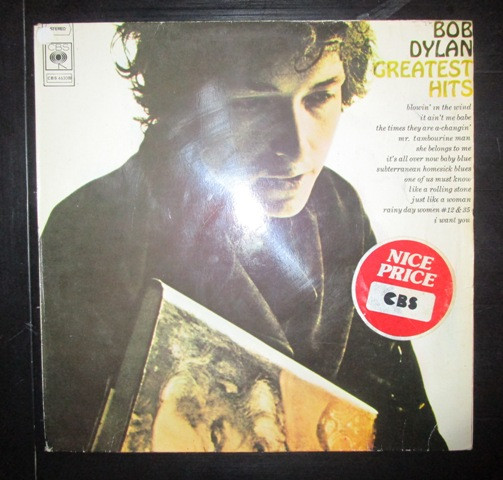 STEREO
CBS
BOB
DYLAN
GREATEST
HITS
blowin' in the wind
it ain't me babe
the times they are a-changin'
mr. tambourine man
she belongs to me
it's all over now baby blue
subterranean homesick blues
one of us must know
like a rolling stone
just like a woman
rainy day women #12 & 35
i want you
NICE
PRICE
CBS